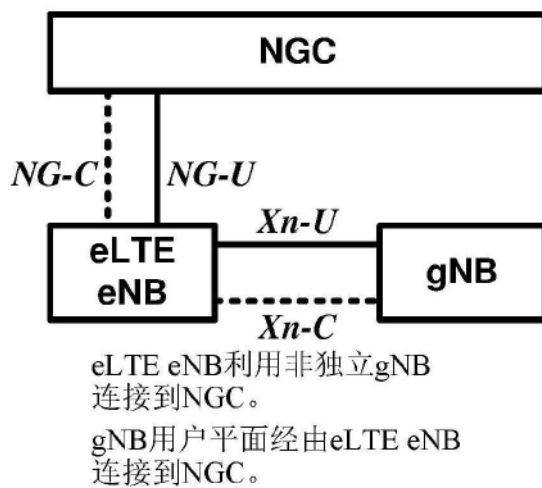 NGC
NG-C NG-U
Xn-U
eLTE
eNB
gNB
Xn-C
eLTE eNB利用非独立gNB
连接到NGC。
gNB用户平面经由eLTE eNB
连接到NGC。